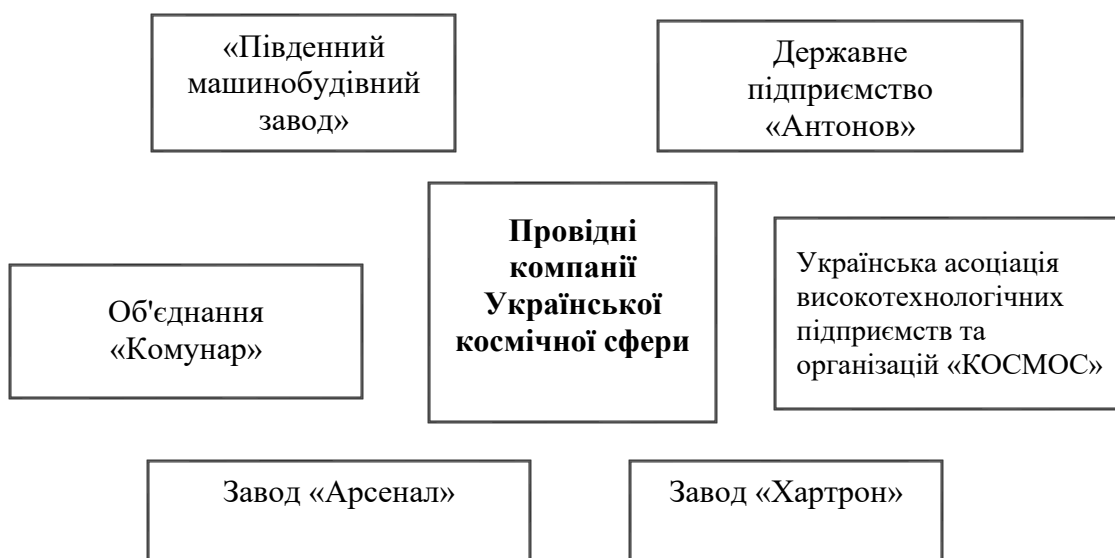 «Південний
машинобудівний
завод»
Державне
підприємство
«Антонов»
Провідні
компанії
Української
космічної сфери
Українська асоціація
високотехнологічних
підприємств та
організацій «КОСМОС»
Об'єднання
«Комунар»
Завод «Арсенал»
Завод «Хартрон»